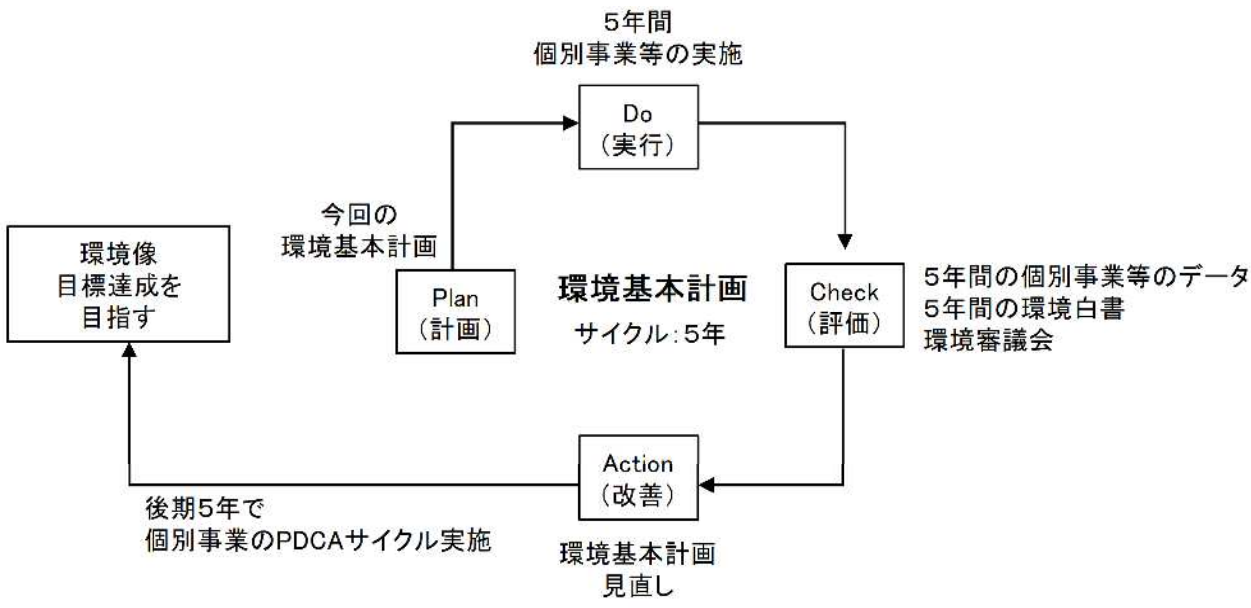 5年間
個別事業等の実施
Do
（実行）
今回の
環境基本計画
環境像
目標達成を
目指す
Plan
（計画）
環境基本計画
サイクル：5年
Check
（評価）
5年間の個別事業等のデータ
5年間の環境白書
環境審議会
Action
（改善）
後期5年で
個別事業のPDCAサイクル実施
環境基本計画
見直し